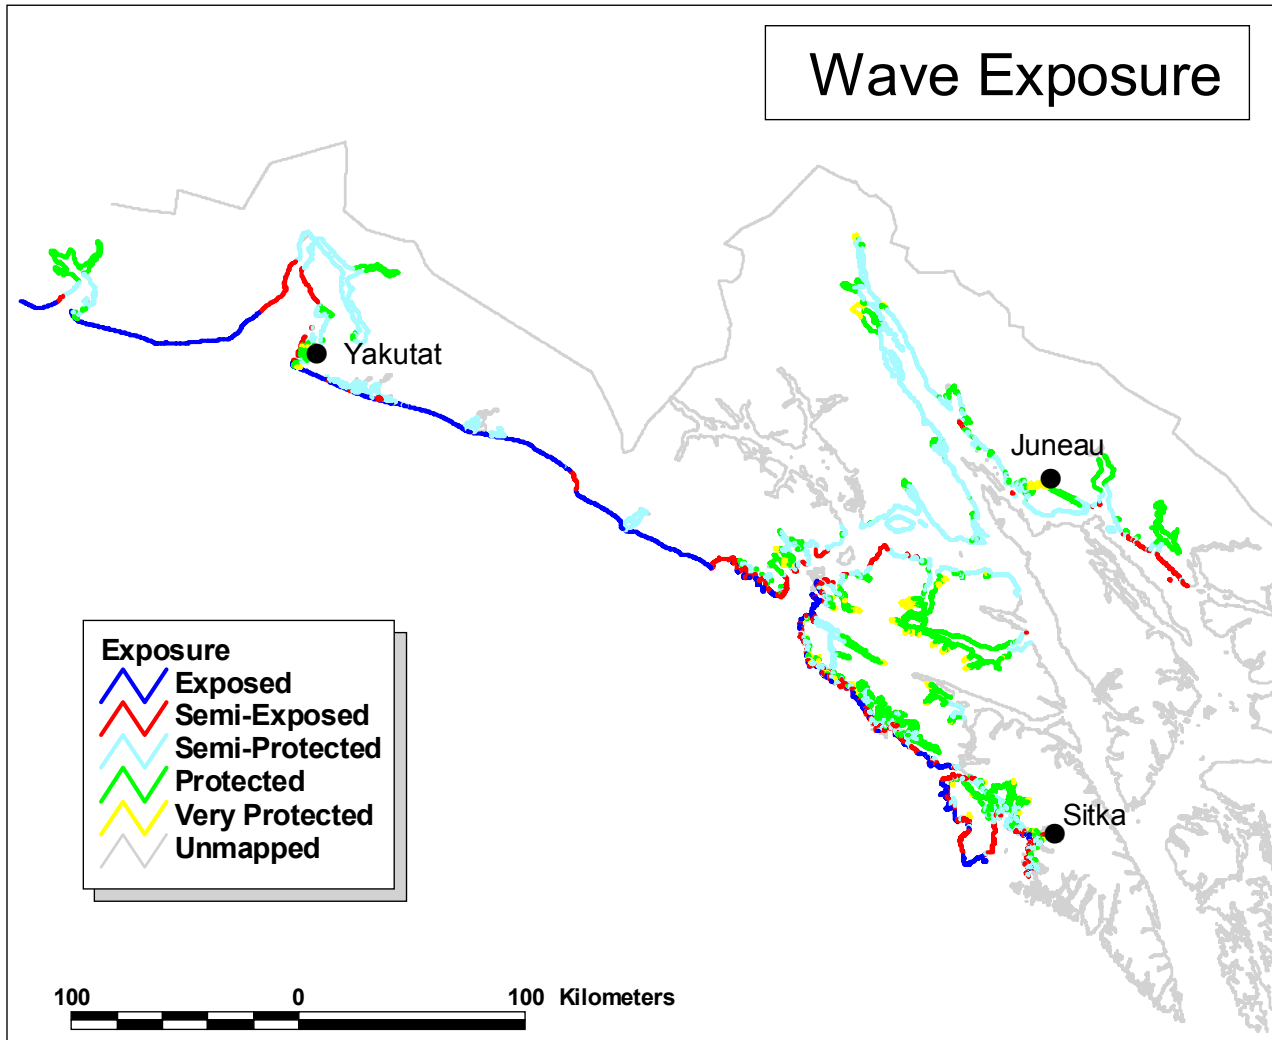 Wave Exposure
Yakutat
Juneau
Sitka
Exposure
Exposed
Semi-Exposed
Semi-Protected
Protected
Very Protected
Unmapped
100 0 100 Kilometers